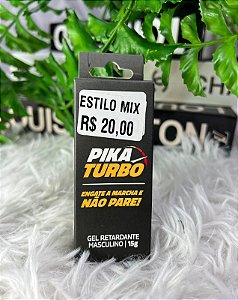 ESTILO MIX
R$ 20,00
PIKA
TURBO
ENGATE A MARCHA E
NÃO PARE!
GEL RETARDANTE
MASCULINO | 15g